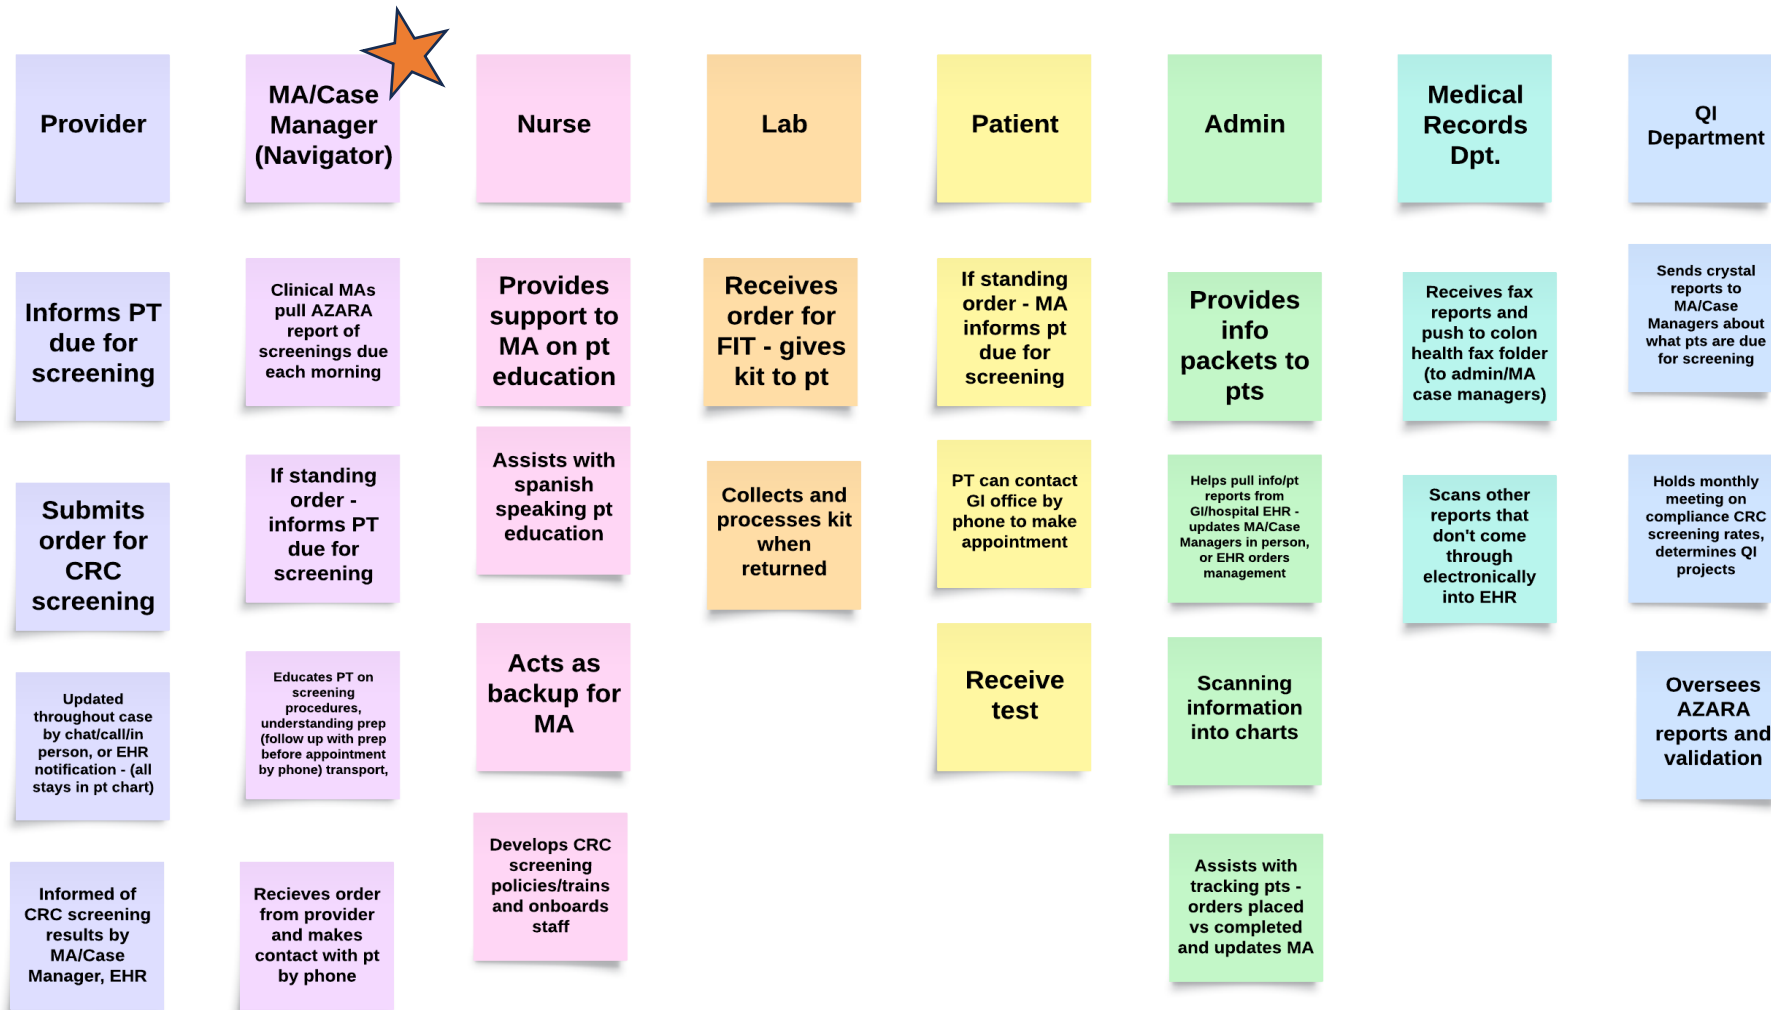 Provider
MA/Case
Manager
(Navigator)
Nurse
Lab
Patient
Admin
Medical
Records
Dpt.
QI
Department
Informs PT
due for
screening
Clinical MAs
pull AZARA
report of
screenings due
each morning
Provides
support to
MA on pt
education
Receives
order for
FIT - gives
kit to pt
If standing
order - MA
informs pt
due for
screening
Provides
info
packets to
pts
Receives fax
reports and
push to colon
health fax folder
(to admin/MA
case managers)
Sends crystal
reports to
MA/Case
Managers about
what pts are due
for screening
Submits
order for
CRC
screening
If standing
order -
informs PT
due for
screening
Assists with
spanish
speaking pt
education
Collects and
processes kit
when
returned
PT can contact
GI office by
phone to make
appointment
Helps pull info/pt
reports from
GI/hospital EHR -
updates MA/Case
Managers in person,
or EHR orders
management
Scans other
reports that
don't come
through
electronically
into EHR
Holds monthly
meeting on
compliance CRC
screening rates,
determines QI
projects
Updated
throughout case
by chat/call/in
person, or EHR
notification - (all
stays in pt chart)
Educates PT on
screening
procedures,
understanding prep
(follow up with prep
before appointment
by phone) transport,
Acts as
backup for
MA
Receive
test
Scanning
information
into charts
Oversees
AZARA
reports and
validation
Informed of
CRC screening
results by
MA/Case
Manager, EHR
Recieves order
from provider
and makes
contact with pt
by phone
Develops CRC
screening
policies/trains
and onboards
staff
Assists with
tracking pts -
orders placed
vs completed
and updates MA